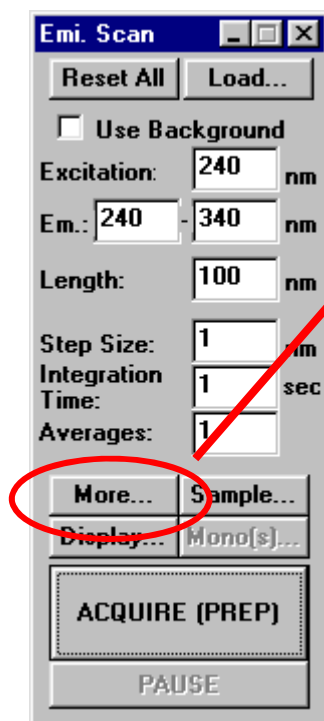 Emi. Scan
Reset All Load...
Use Background
Excitation: 240 nm
Em.: 240 - 340 nm
Length: 100 nm
Step Size: 1 nm
Integration
Time: 1 sec
Averages: 1
More... Sample...
Display... Mono(s)...
ACQUIRE (PREP)
PAUSE